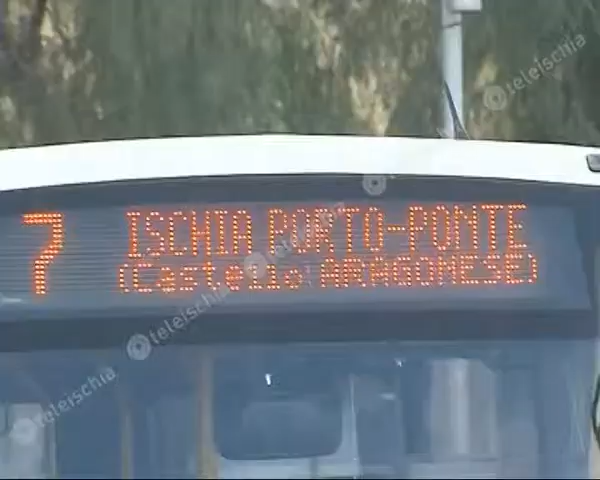 teleischia
7 ISCHIA PORTO-PONTE
(Castello ARAGONESE)
teleischia
teleischia
teleischia